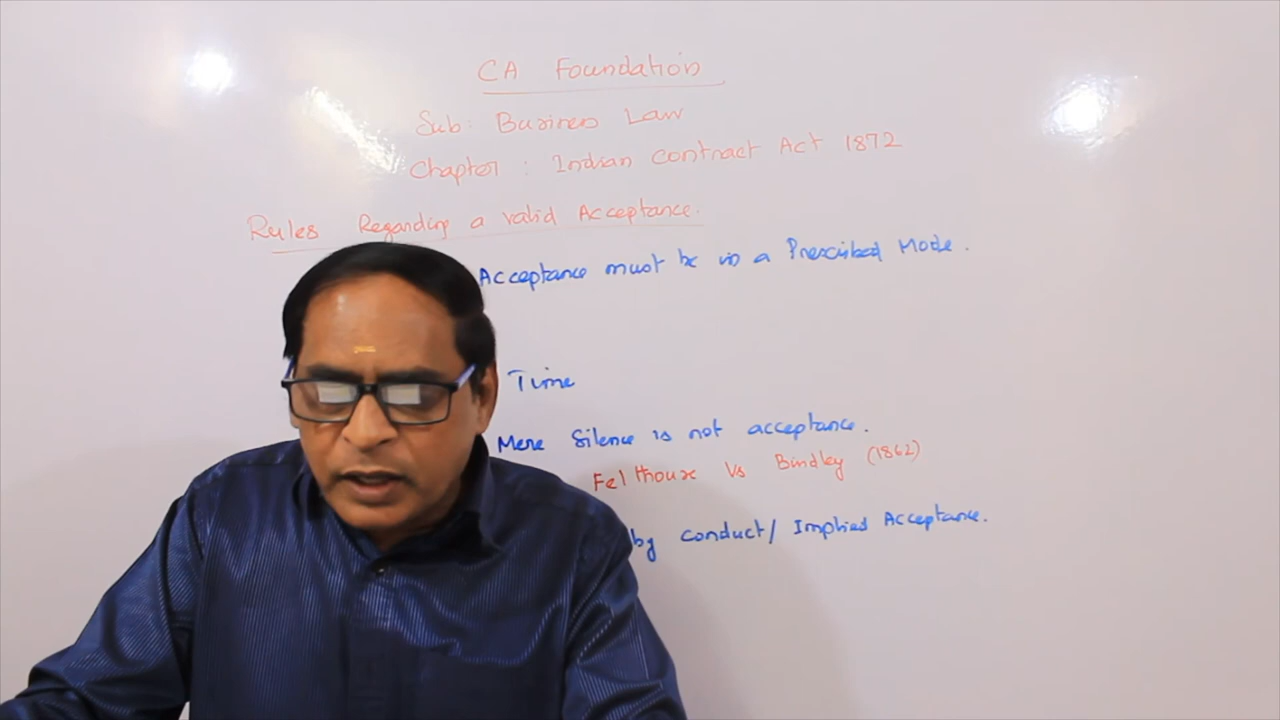 CA Foundation
Sub: Business Law
Chapter : Indian Contract Act 1872
Rules Regarding a valid Acceptance.
Acceptance must be in a Prescribed Mode.
Time
Mere Silence is not acceptance.
Felthouse Vs Bindley (1862)
by conduct/ Implied Acceptance.